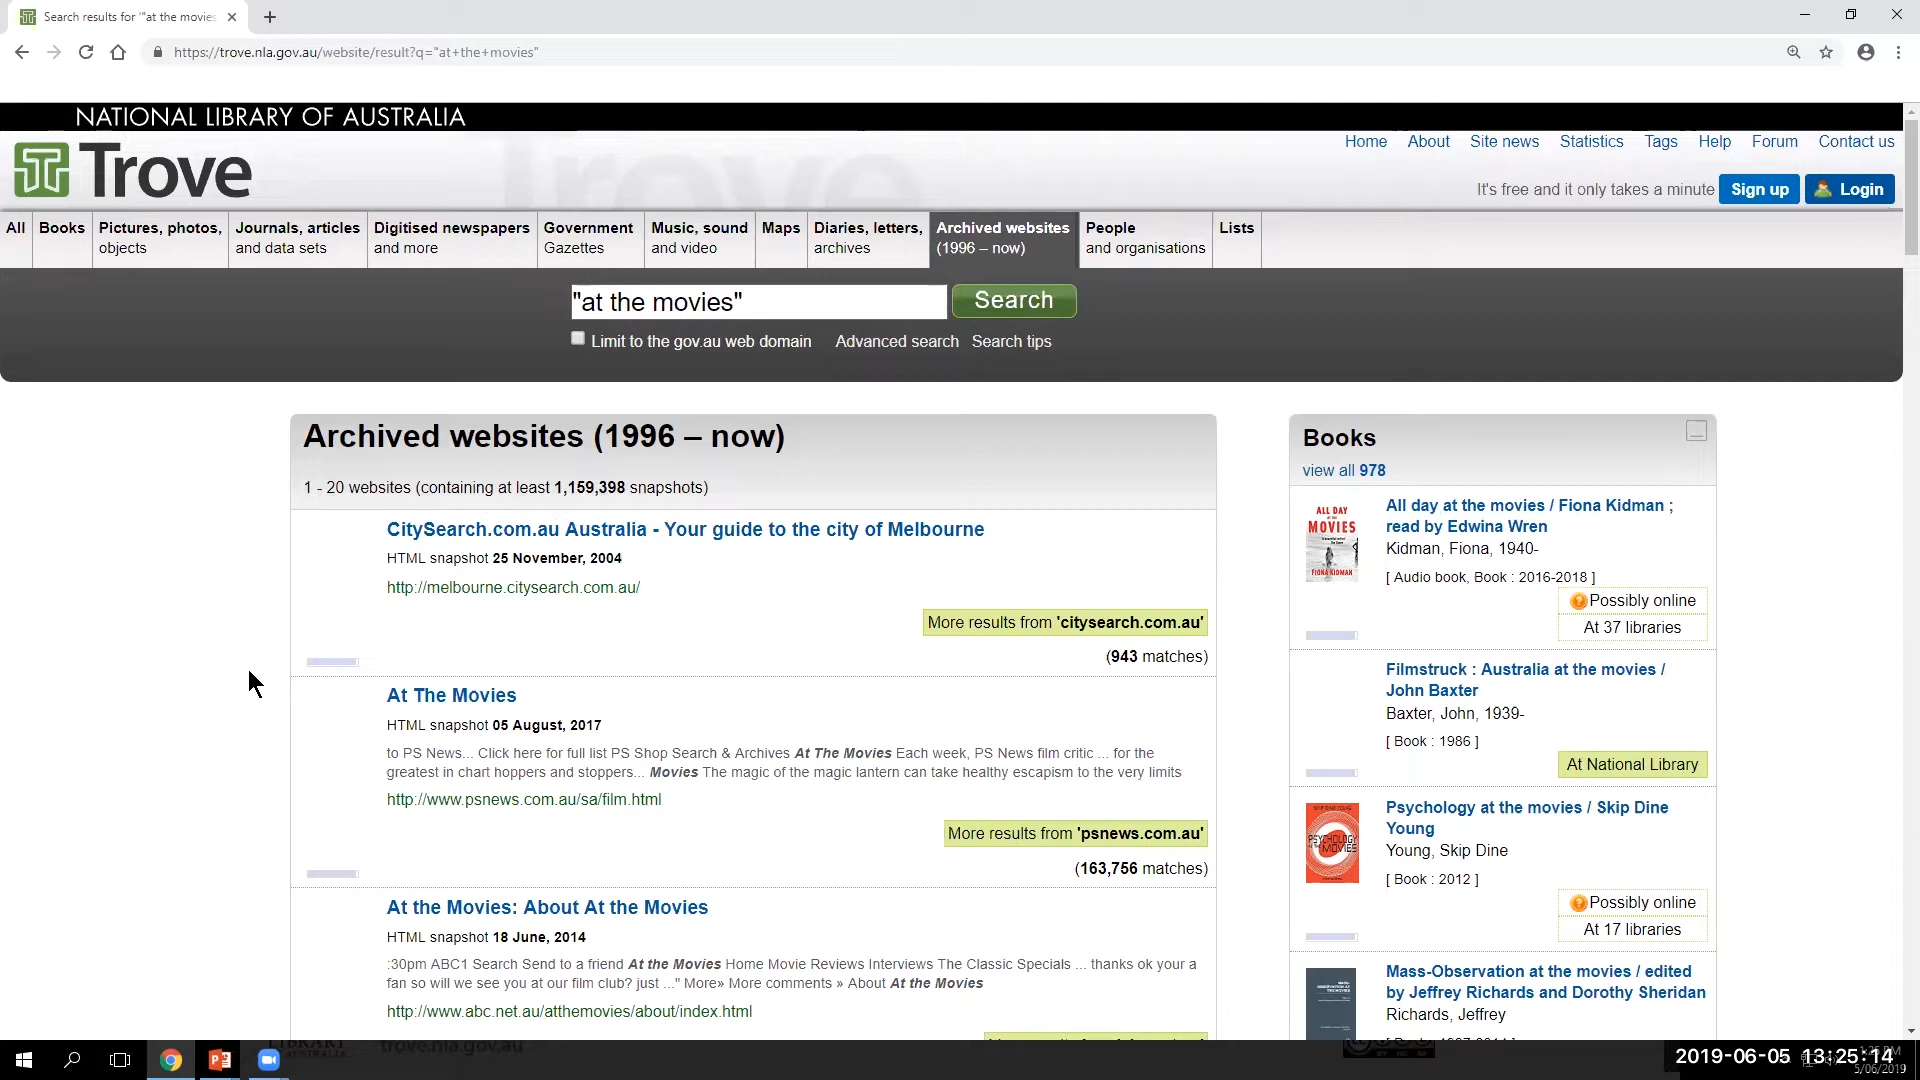 Search results for '"at the movies
https://trove.nla.gov.au/website/result?q="at+the+movies"
NATIONAL LIBRARY OF AUSTRALIA
Trove
Home About Site news Statistics Tags Help Forum Contact us
It's free and it only takes a minute Sign up Login
All
Books
Pictures, photos,
objects
Journals, articles
and data sets
Digitised newspapers
and more
Government
Gazettes
Music, sound
and video
Maps
Diaries, letters,
archives
Archived websites
(1996 – now)
People
and organisations
Lists
"at the movies" Search
Limit to the gov.au web domain Advanced search Search tips
Archived websites (1996 – now)
1 - 20 websites (containing at least 1,159,398 snapshots)
CitySearch.com.au Australia - Your guide to the city of Melbourne
HTML snapshot 25 November, 2004
http://melbourne.citysearch.com.au/
More results from 'citysearch.com.au'
(943 matches)
At The Movies
HTML snapshot 05 August, 2017
to PS News... Click here for full list PS Shop Search & Archives At The Movies Each week, PS News film critic ... for the
greatest in chart hoppers and stoppers... Movies The magic of the magic lantern can take healthy escapism to the very limits
http://www.psnews.com.au/sa/film.html
More results from 'psnews.com.au'
(163,756 matches)
At the Movies: About At the Movies
HTML snapshot 18 June, 2014
:30pm ABC1 Search Send to a friend At the Movies Home Movie Reviews Interviews The Classic Specials ... thanks ok your a
fan so will we see you at our film club? just ..." More» More comments » About At the Movies
http://www.abc.net.au/atthemovies/about/index.html
Books
view all 978
ALL DAY
MOVIES
FIONA KIDMAN
All day at the movies / Fiona Kidman ;
read by Edwina Wren
Kidman, Fiona, 1940-
[ Audio book, Book : 2016-2018 ]
Possibly online
At 37 libraries
Filmstruck : Australia at the movies /
John Baxter
Baxter, John, 1939-
[ Book : 1986 ]
At National Library
SKIP DINE YOUNG
PSYCHOLOGY
MOVIES
Psychology at the movies / Skip Dine
Young
Young, Skip Dine
[ Book : 2012 ]
Possibly online
At 17 libraries
Mass-Observation at the movies / edited
by Jeffrey Richards and Dorothy Sheridan
Richards, Jeffrey
trove.nla.gov.au
2019-06-05 13:25:14
5/06/2019